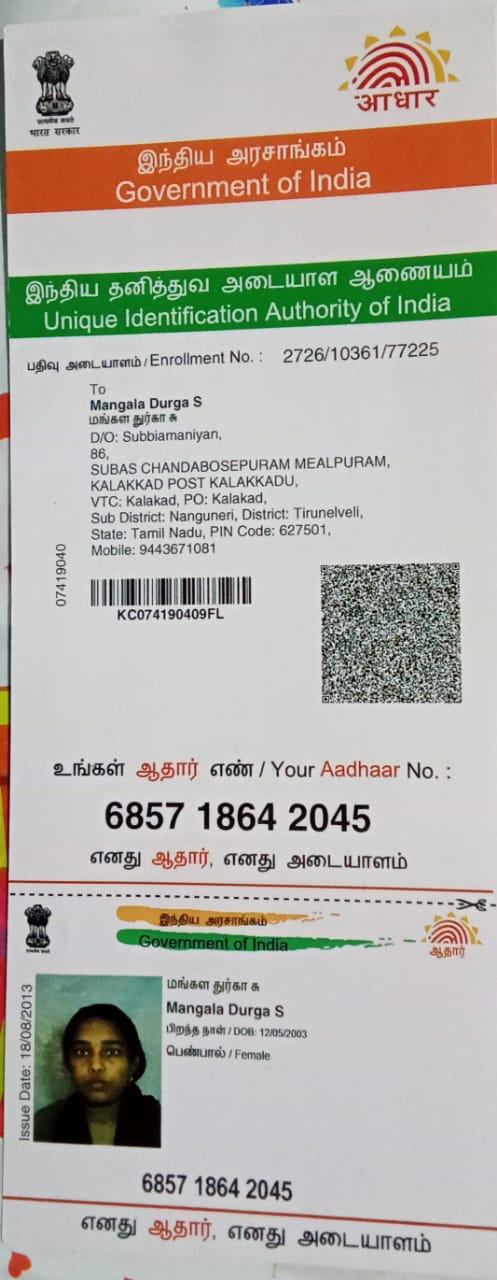 सत्यमेव जयते
भारत सरकार
आधार
இந்திய அரசாங்கம்
Government of India
இந்திய தனித்துவ அடையாள ஆணையம்
Unique Identification Authority of India
பதிவு அடையாளம் / Enrollment No. : 2726/10361/77225
To
Mangala Durga S
மங்கள துர்கா சு
D/O: Subbiamaniyan,
86,
SUBAS CHANDABOSEPURAM MEALPURAM,
KALAKKAD POST KALAKKADU,
VTC: Kalakad, PO: Kalakad,
Sub District: Nanguneri, District: Tirunelveli,
State: Tamil Nadu, PIN Code: 627501,
Mobile: 9443671081
07419040
KC074190409FL
உங்கள் ஆதார் எண் / Your Aadhaar No. :
6857 1864 2045
எனது ஆதார், எனது அடையாளம்
இந்திய அரசாங்கம்
Government of India
ஆதார்
Issue Date: 18/08/2013
மங்கள துர்கா சு
Mangala Durga S
பிறந்த நாள் / DOB: 12/05/2003
பெண்பால் / Female
6857 1864 2045
எனது ஆதார், எனது அடையாளம்